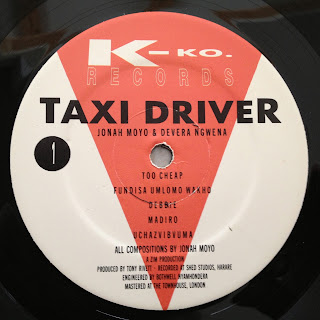 K-KO.
RECORDS
TAXI DRIVER
JONAH MOYO & DEVERA NGWENA
1
TOO CHEAP
FUNDISA UMLOMO WAKHO
DEBBIE
MADIRO
UCHAZVIBVUMA
ALL COMPOSITIONS BY JONAH MOYO
A ZIM PRODUCTION
PRODUCED BY TONY RIVETT - RECORDED AT SHED STUDIOS, HARARE
ENGINEERED BY BOTHWELL NYAMHONDERA
MASTERED AT THE TOWNHOUSE, LONDON